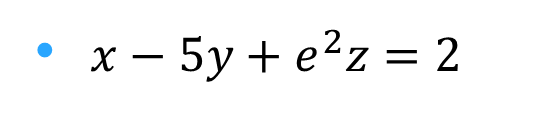 • x − 5y + e²z = 2